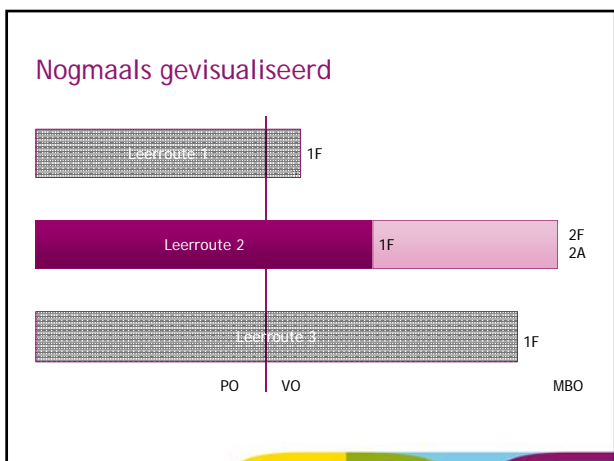 Nogmaals gevisualiseerd
Leerroute 1
1F
Leerroute 2
1F
2F
2A
Leerroute 3
1F
PO
VO
MBO